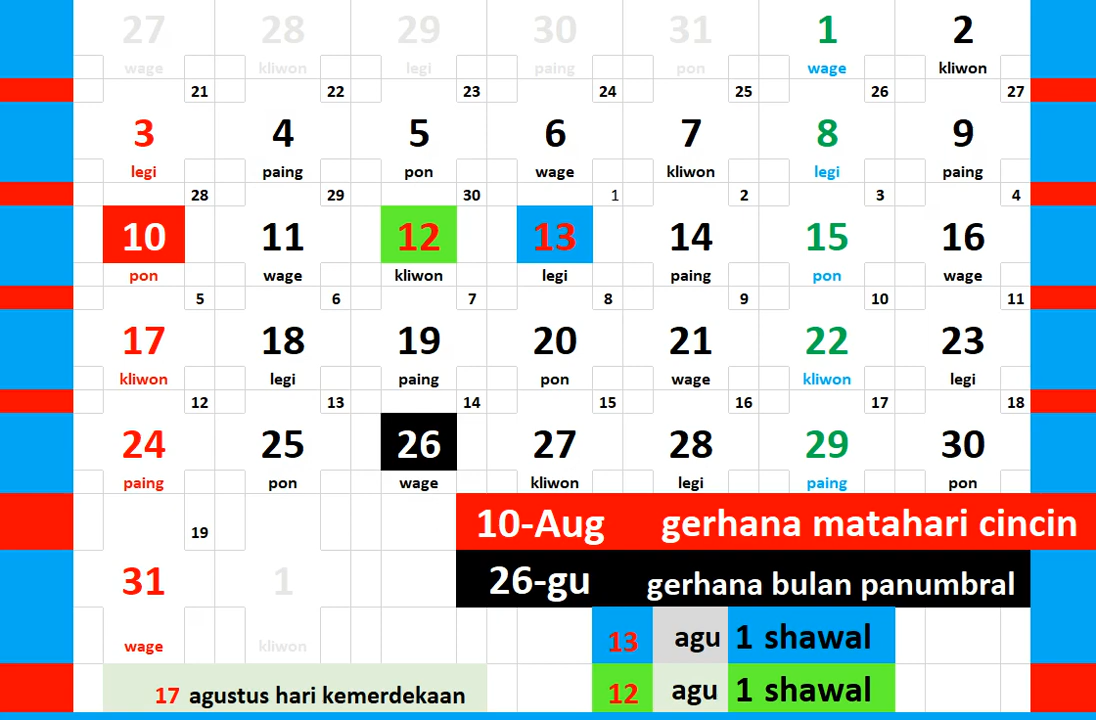 27 28 29 30 31 1 2
wage kliwon legi paing pon wage kliwon
21 22 23 24 25 26 27
3 4 5 6 7 8 9
legi paing pon wage kliwon legi paing
28 29 30 1 2 3 4
10 11 12 13 14 15 16
pon wage kliwon legi paing pon wage
5 6 7 8 9 10 11
17 18 19 20 21 22 23
kliwon legi paing pon wage kliwon legi
12 13 14 15 16 17 18
24 25 26 27 28 29 30
paing pon wage kliwon legi paing pon
10-Aug gerhana matahari cincin
19
31 1
26-gu gerhana bulan panumbral
wage kliwon
13 agu 1 shawal
17 agustus hari kemerdekaan
12 agu 1 shawal